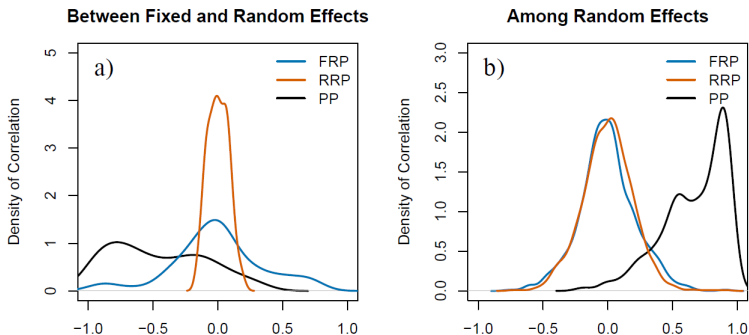 Between Fixed and Random Effects
a)
FRP
RRP
PP
Density of Correlation
0
1
2
3
4
5
−1.0 −0.5 0.0 0.5 1.0
Among Random Effects
b)
FRP
RRP
PP
Density of Correlation
0.0 0.5 1.0 1.5 2.0 2.5 3.0
−1.0 −0.5 0.0 0.5 1.0